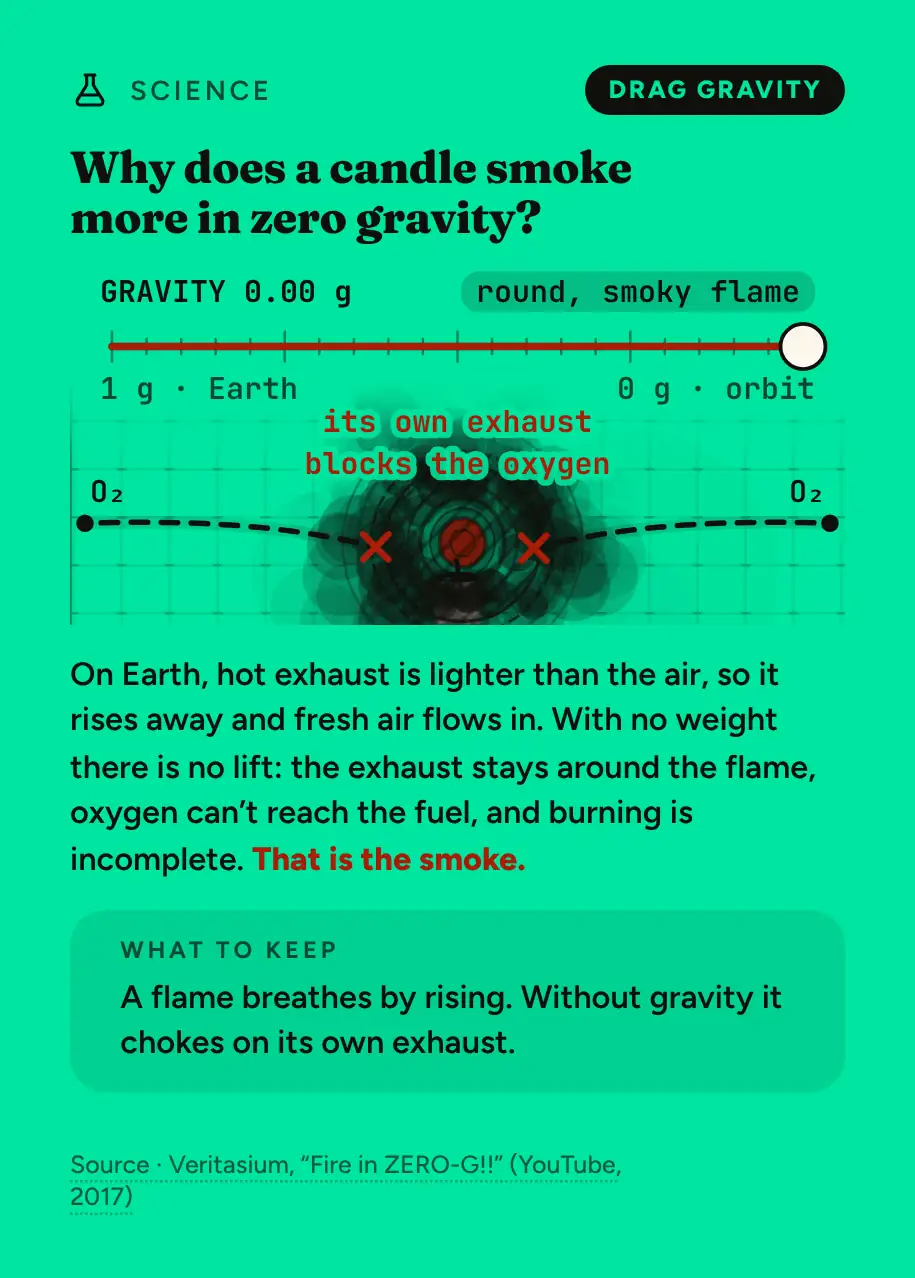 SCIENCE
DRAG GRAVITY
Why does a candle smoke
more in zero gravity?
GRAVITY 0.00 g
round, smoky flame
1 g · Earth
0 g · orbit
its own exhaust
blocks the oxygen
O₂
O₂
On Earth, hot exhaust is lighter than the air, so it
rises away and fresh air flows in. With no weight
there is no lift: the exhaust stays around the flame,
oxygen can’t reach the fuel, and burning is
incomplete. That is the smoke.
WHAT TO KEEP
A flame breathes by rising. Without gravity it
chokes on its own exhaust.
Source · Veritasium, “Fire in ZERO-G!!” (YouTube,
2017)